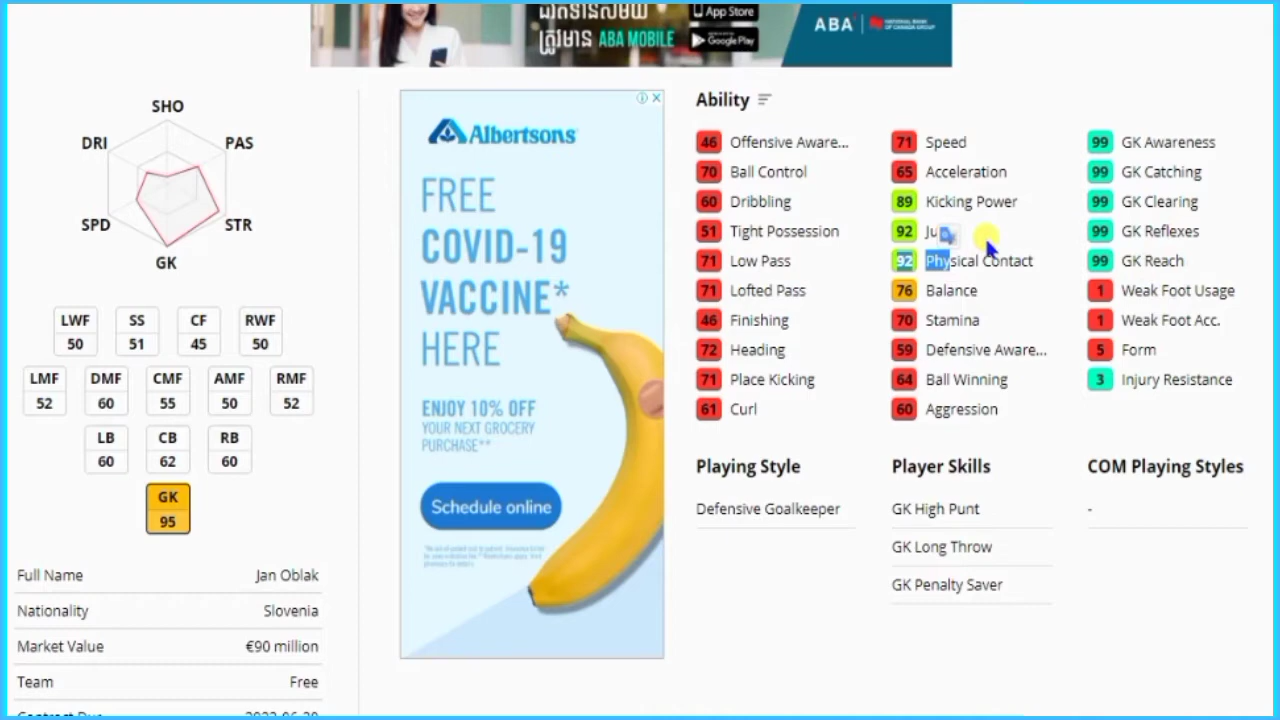 ABA MOBILE
App Store
Google Play
ABA
NATIONAL BANK
OF CANADA GROUP
SHO
DRI
PAS
SPD
STR
GK
LWF
SS
CF
RWF
50
51
45
50
LMF
DMF
CMF
AMF
RMF
52
60
55
50
52
LB
CB
RB
60
62
60
GK
95
Full Name Jan Oblak
Nationality Slovenia
Market Value €90 million
Team Free
Albertsons
FREE
COVID-19
VACCINE*
HERE
ENJOY 10% OFF
YOUR NEXT GROCERY
PURCHASE**
Schedule online
Ability
46 Offensive Aware...
70 Ball Control
60 Dribbling
51 Tight Possession
71 Low Pass
71 Lofted Pass
46 Finishing
72 Heading
71 Place Kicking
61 Curl
71 Speed
65 Acceleration
89 Kicking Power
92 Ju
92 Physical Contact
76 Balance
70 Stamina
59 Defensive Aware...
64 Ball Winning
60 Aggression
99 GK Awareness
99 GK Catching
99 GK Clearing
99 GK Reflexes
99 GK Reach
1 Weak Foot Usage
1 Weak Foot Acc.
5 Form
3 Injury Resistance
Playing Style
Defensive Goalkeeper
Player Skills
GK High Punt
GK Long Throw
GK Penalty Saver
COM Playing Styles
-